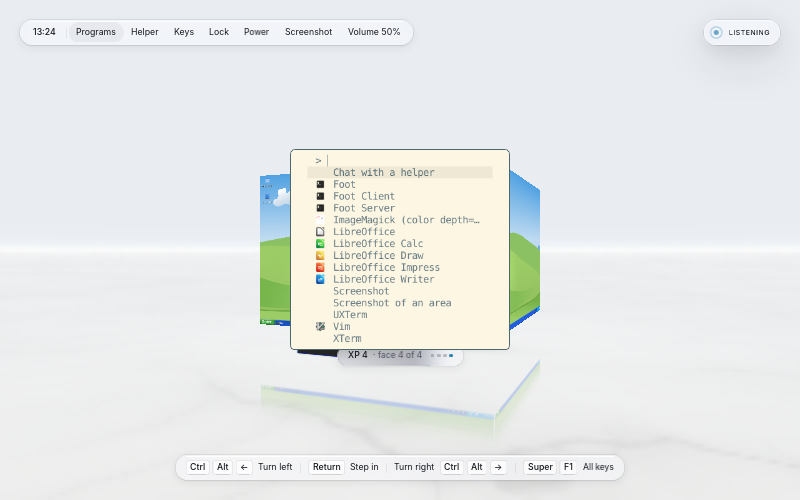 13:24 Programs Helper Keys Lock Power Screenshot Volume 50%
LISTENING
>
Chat with a helper
Foot
Foot Client
Foot Server
ImageMagick (color depth=…
LibreOffice
LibreOffice Calc
LibreOffice Draw
LibreOffice Impress
LibreOffice Writer
Screenshot
Screenshot of an area
UXTerm
Vim
XTerm
XP 4 · face 4 of 4
Ctrl Alt ← Turn left Return Step in Turn right Ctrl Alt → Super F1 All keys